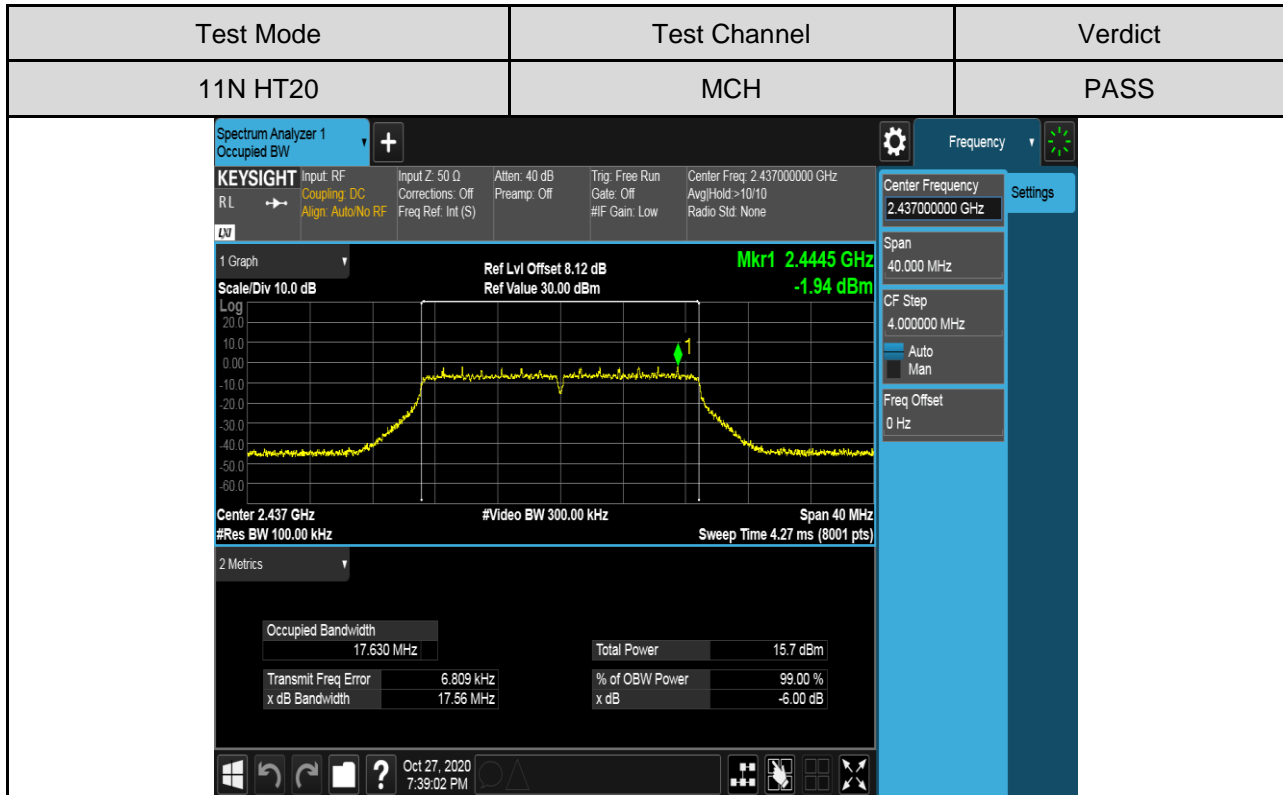 Test Mode Test Channel Verdict
11N HT20 MCH PASS
Spectrum Analyzer 1
Occupied BW
+
Frequency
KEYSIGHT
RL
LXI
Input: RF
Coupling: DC
Align: Auto/No RF
Input Z: 50 Ω
Corrections: Off
Freq Ref: Int (S)
Atten: 40 dB
Preamp: Off
Trig: Free Run
Gate: Off
#IF Gain: Low
Center Freq: 2.437000000 GHz
Avg|Hold:>10/10
Radio Std: None
Center Frequency
2.437000000 GHz
Settings
Span
40.000 MHz
CF Step
4.000000 MHz
Auto
Man
Freq Offset
0 Hz
1 Graph
Scale/Div 10.0 dB
Ref Lvl Offset 8.12 dB
Ref Value 30.00 dBm
Mkr1 2.4445 GHz
-1.94 dBm
Log
20.0
10.0
0.00
-10.0
-20.0
-30.0
-40.0
-50.0
-60.0
1
Center 2.437 GHz
#Res BW 100.00 kHz
#Video BW 300.00 kHz
Span 40 MHz
Sweep Time 4.27 ms (8001 pts)
2 Metrics
Occupied Bandwidth
17.630 MHz
Total Power 15.7 dBm
Transmit Freq Error 6.809 kHz
% of OBW Power 99.00 %
x dB Bandwidth 17.56 MHz
x dB -6.00 dB
?
Oct 27, 2020
7:39:02 PM